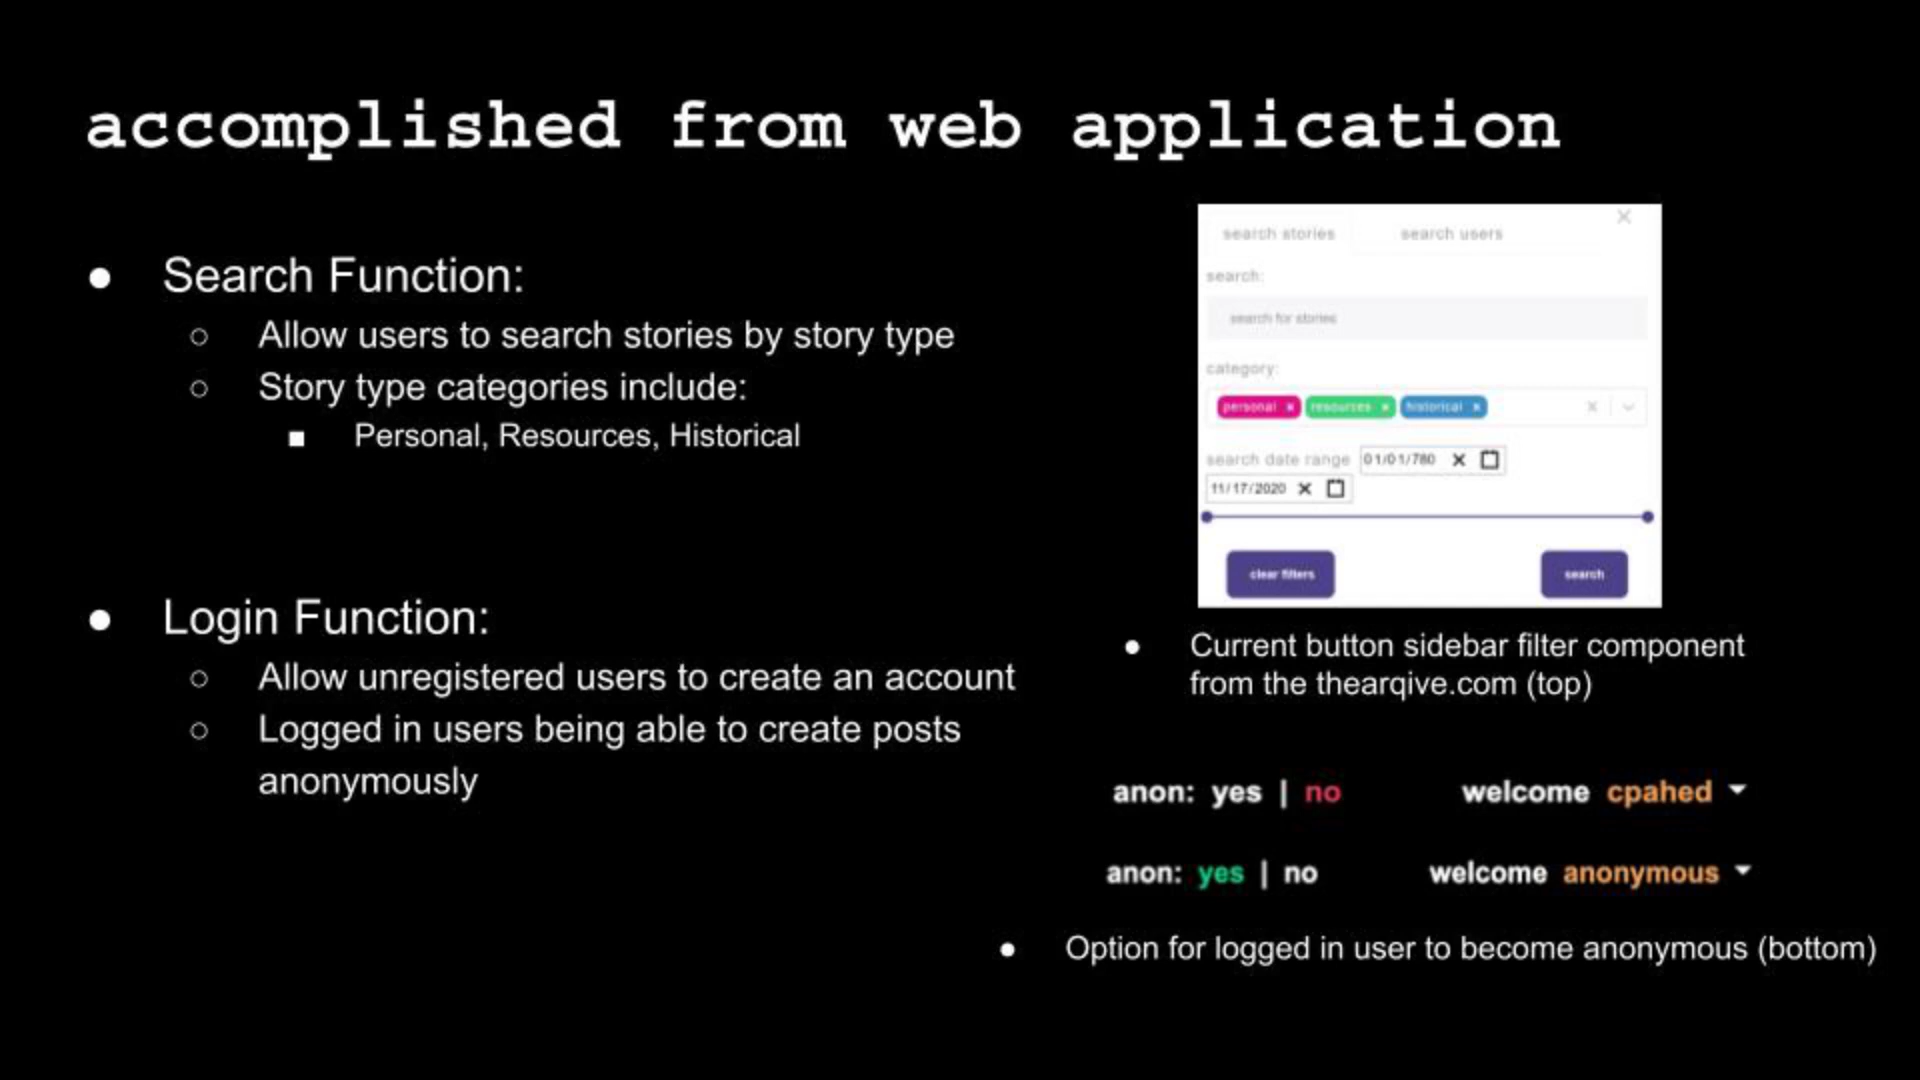 accomplished from web application
● Search Function:
○ Allow users to search stories by story type
○ Story type categories include:
■ Personal, Resources, Historical
● Login Function:
○ Allow unregistered users to create an account
○ Logged in users being able to create posts
anonymously
search stories search users
search:
search for stories
category:
personal × resources × historical ×
search date range 01/01/780
11/17/2020
clear filters search
● Current button sidebar filter component
from the thearqive.com (top)
anon: yes | no welcome cpahed
anon: yes | no welcome anonymous
● Option for logged in user to become anonymous (bottom)